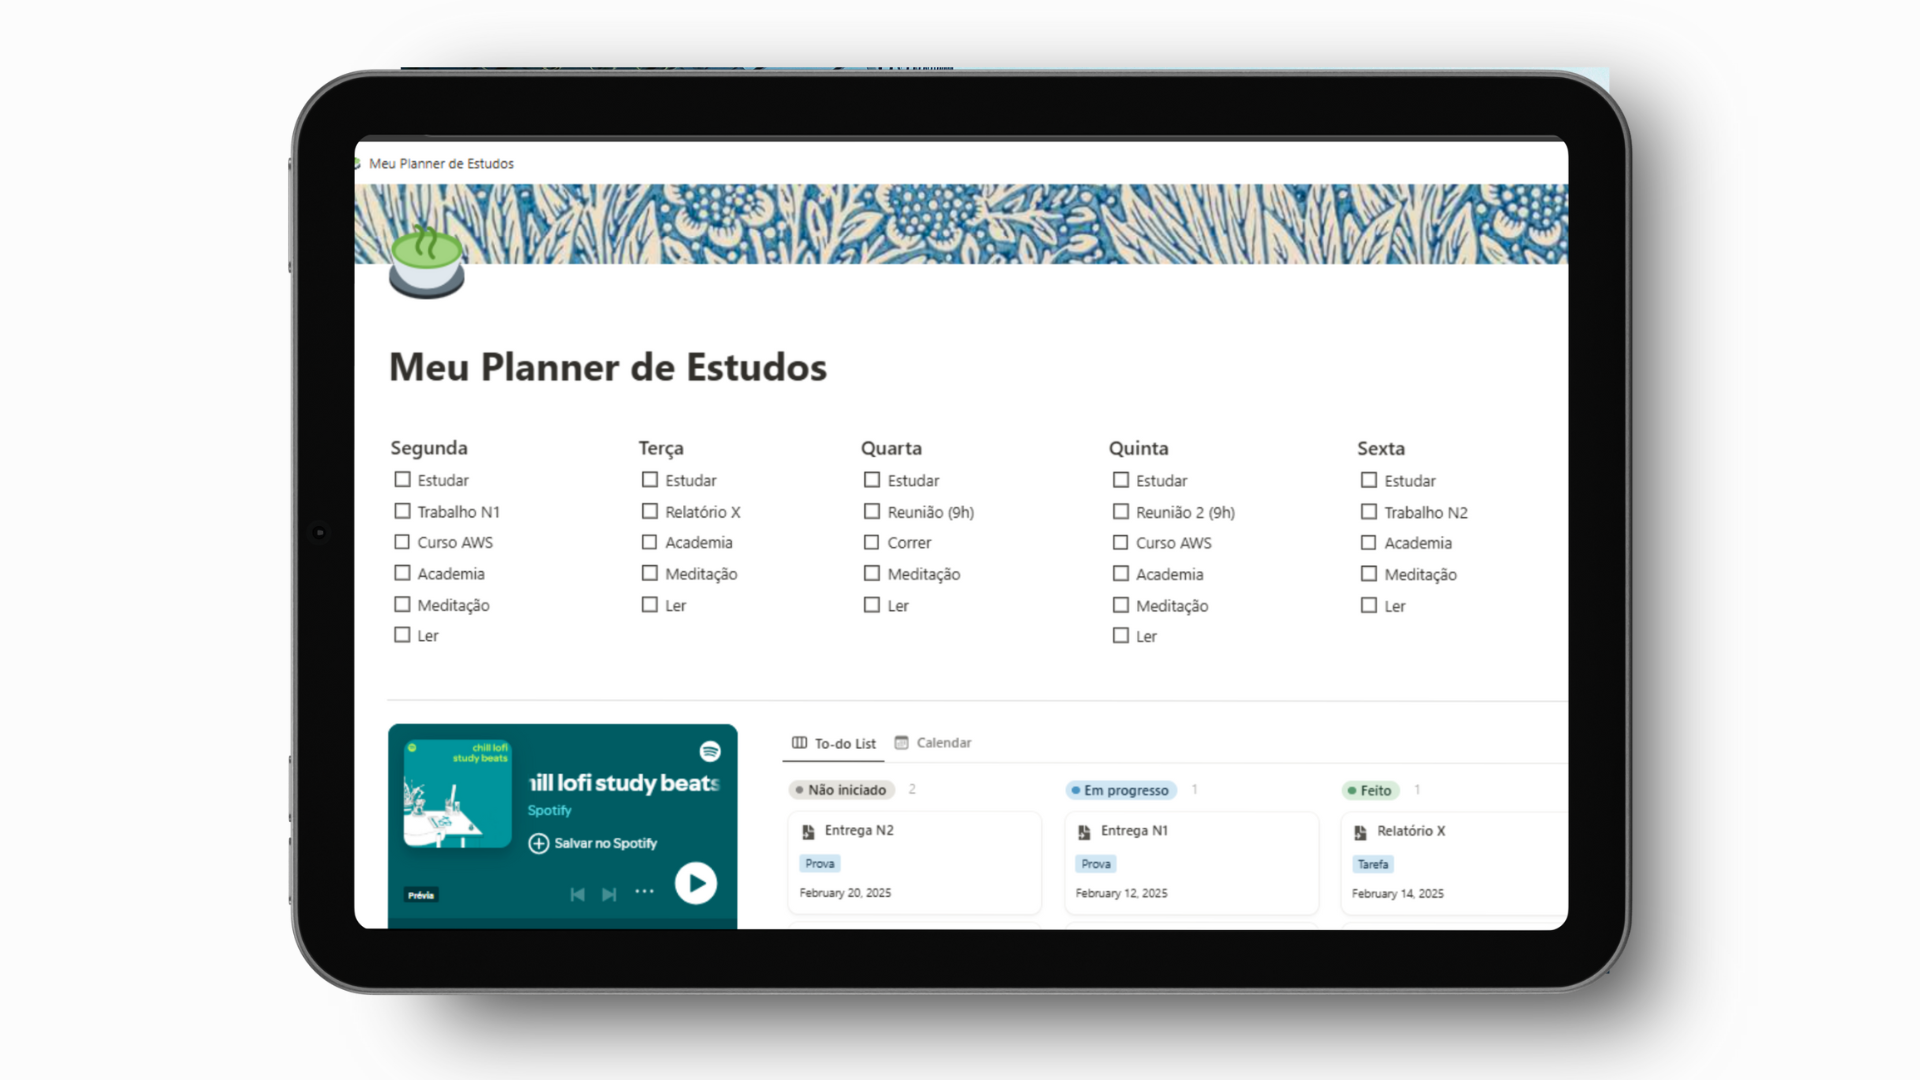 Meu Planner de Estudos
Meu Planner de Estudos
Segunda
Estudar
Trabalho N1
Curso AWS
Academia
Meditação
Ler
Terça
Estudar
Relatório X
Academia
Meditação
Ler
Quarta
Estudar
Reunião (9h)
Correr
Meditação
Ler
Quinta
Estudar
Reunião 2 (9h)
Curso AWS
Academia
Meditação
Ler
Sexta
Estudar
Trabalho N2
Academia
Meditação
Ler
chill lofi
study beats
hill lofi study beats
Spotify
Salvar no Spotify
Prévia
To-do List
Calendar
Não iniciado 2
Entrega N2
Prova
February 20, 2025
Em progresso 1
Entrega N1
Prova
February 12, 2025
Feito 1
Relatório X
Tarefa
February 14, 2025